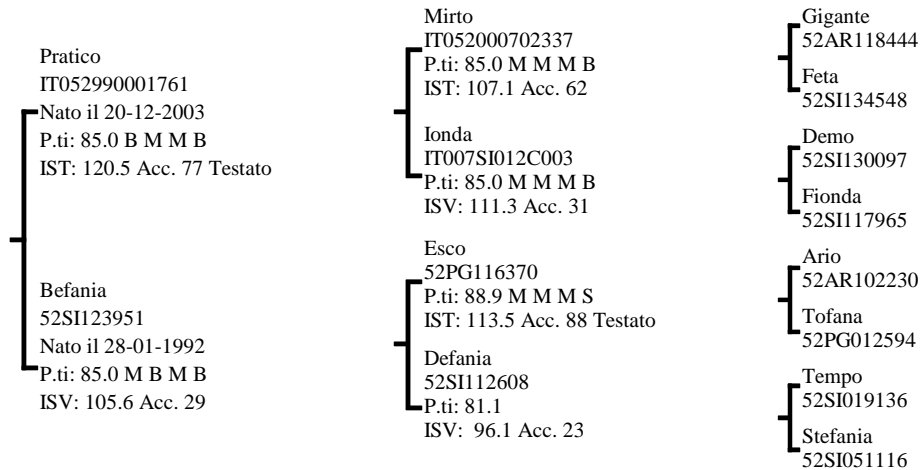 Pratico
IT052990001761
Nato il 20-12-2003
P.ti: 85.0 B M M B
IST: 120.5 Acc. 77 Testato
Befania
52SI123951
Nato il 28-01-1992
P.ti: 85.0 M B M B
ISV: 105.6 Acc. 29
Mirto
IT052000702337
P.ti: 85.0 M M M B
IST: 107.1 Acc. 62
Ionda
IT007SI012C003
P.ti: 85.0 M M M B
ISV: 111.3 Acc. 31
Esco
52PG116370
P.ti: 88.9 M M M S
IST: 113.5 Acc. 88 Testato
Defania
52SI112608
P.ti: 81.1
ISV: 96.1 Acc. 23
Gigante
52AR118444
Feta
52SI134548
Demo
52SI130097
Fionda
52SI117965
Ario
52AR102230
Tofana
52PG012594
Tempo
52SI019136
Stefania
52SI051116